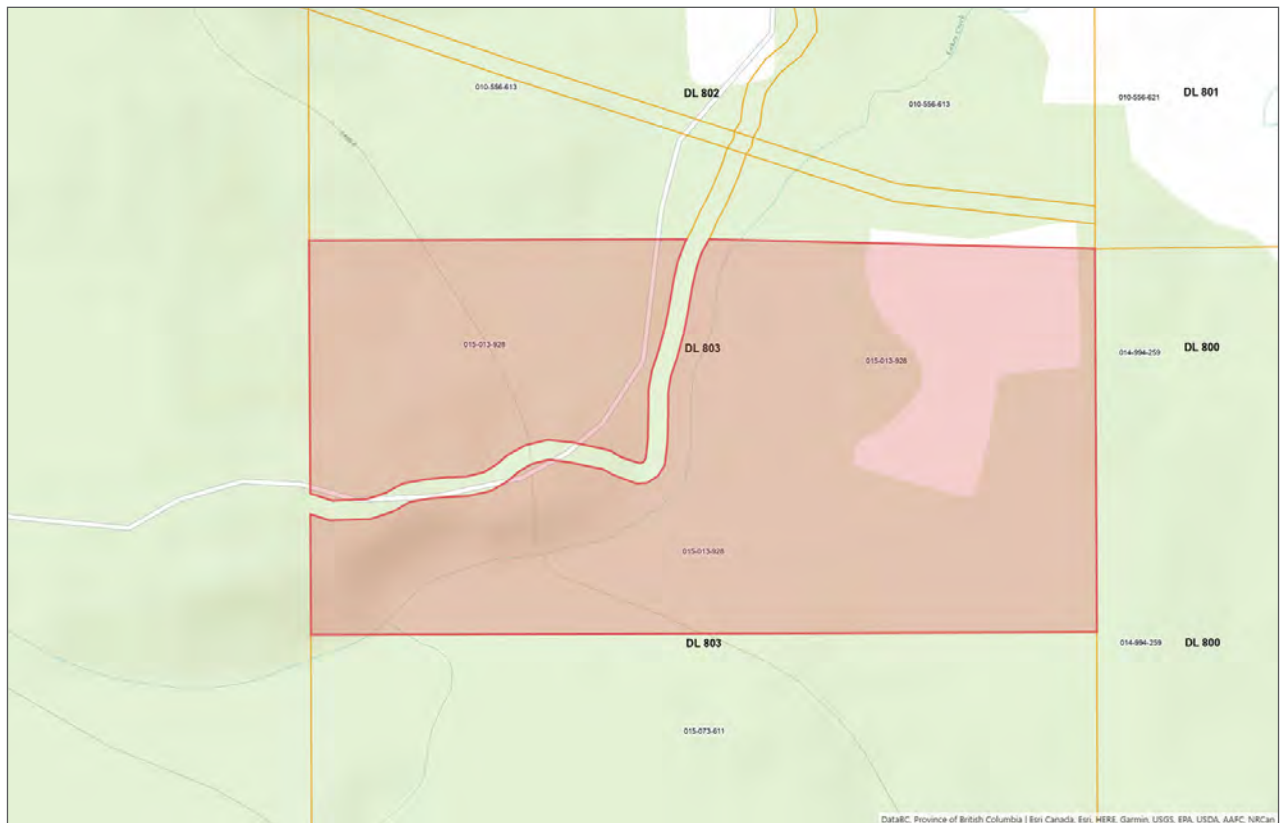 010-556-613
DL 802
010-556-613
010-556-621
DL 801
015-013-928
DL 803
015-013-928
014-994-259
DL 800
015-013-928
DL 803
014-994-259
DL 800
015-073-611
DataBC, Province of British Columbia | Esri Canada, Esri, HERE, Garmin, USGS, EPA, USDA, AAFC, NRCan